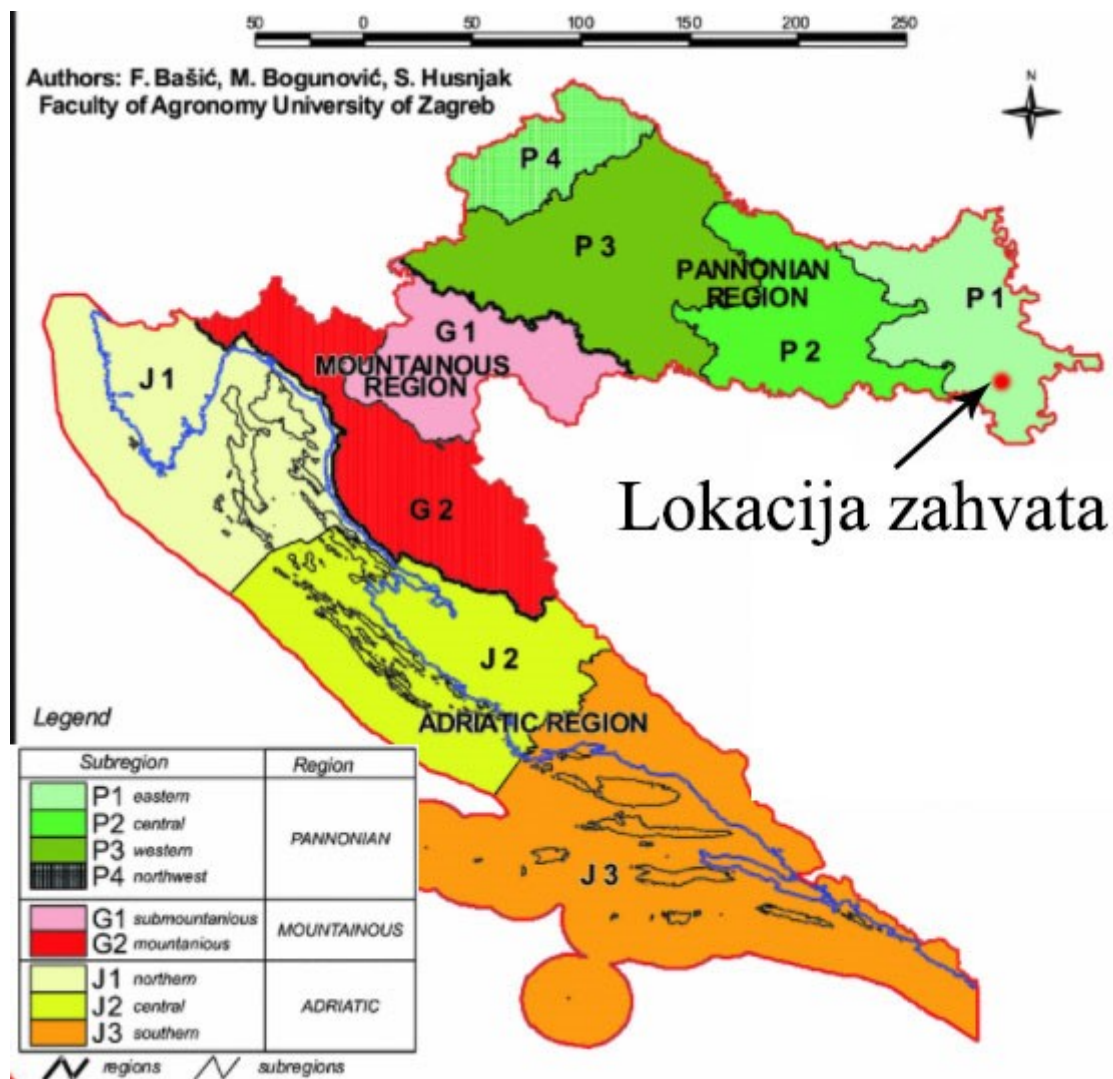 50 0 50 100 150 200 250
Authors: F. Bašić, M. Bogunović, S. Husnjak
Faculty of Agronomy University of Zagreb
N
P 4
P 3
PANNONIAN
REGION
P 1
P 2
G 1
MOUNTAINOUS
REGION
J 1
Lokacija zahvata
G 2
J 2
ADRIATIC REGION
J 3
Legend
Subregion Region
P1 eastern
P2 central
P3 western
P4 northwest
PANNONIAN
G1 submountanious
G2 mountanious
MOUNTAINOUS
J1 northern
J2 central
J3 southern
ADRIATIC
regions subregions